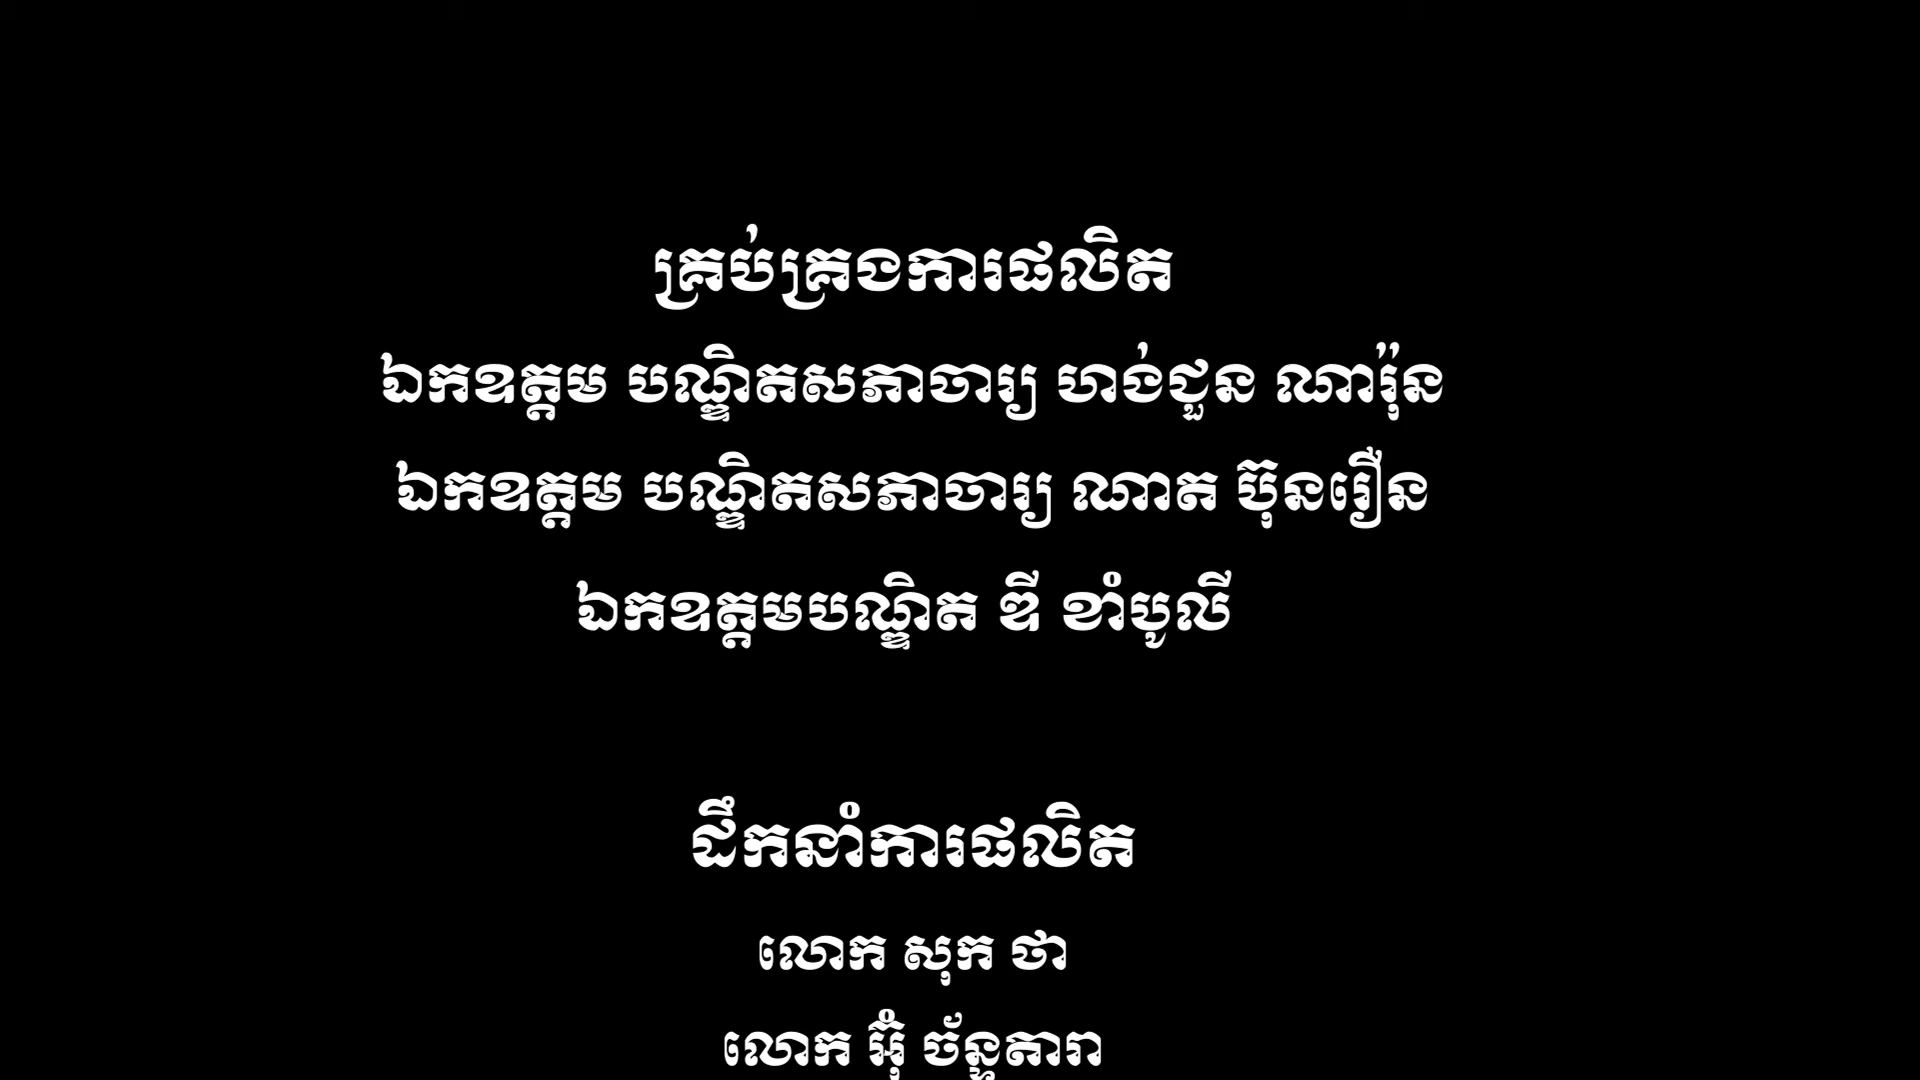 គ្រប់គ្រងការផលិត
ឯកឧត្តម បណ្ឌិតសភាចារ្យ ហង់ជួន ណារ៉ុន
ឯកឧត្តម បណ្ឌិតសភាចារ្យ ណាត ប៊ុនរឿន
ឯកឧត្តមបណ្ឌិត ឌី ខាំបូលី
ដឹកនាំការផលិត
លោក សុក ថា
លោក អ៊ុំ ច័ន្ទតារា